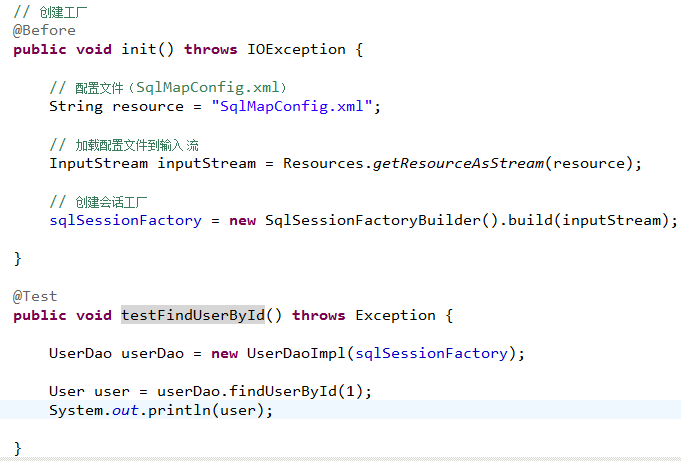 // 创建工厂
@Before
public void init() throws IOException {
// 配置文件（SqlMapConfig.xml）
String resource = "SqlMapConfig.xml";
// 加载配置文件到输入 流
InputStream inputStream = Resources.getResourceAsStream(resource);
// 创建会话工厂
sqlSessionFactory = new SqlSessionFactoryBuilder().build(inputStream);
}
@Test
public void testFindUserById() throws Exception {
UserDao userDao = new UserDaoImpl(sqlSessionFactory);
User user = userDao.findUserById(1);
System.out.println(user);
}